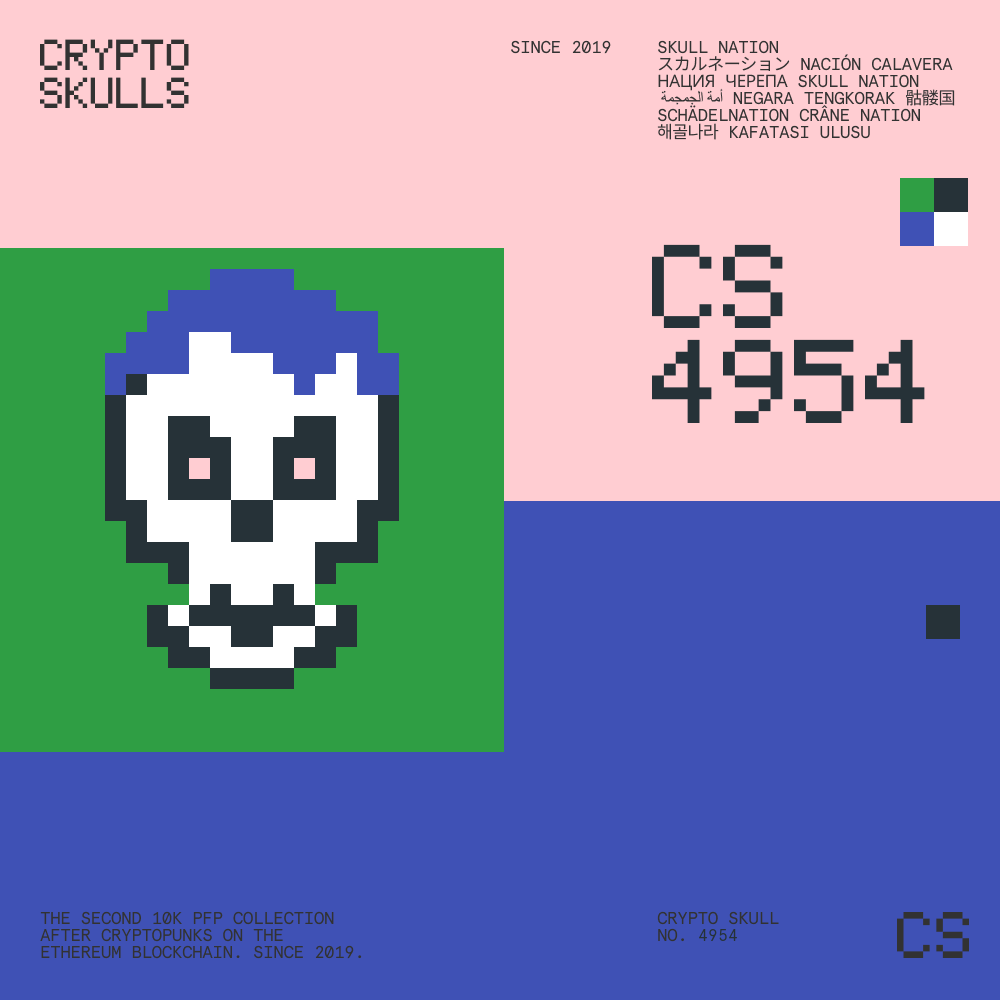 CRYPTO
SKULLS
SINCE 2019
SKULL NATION
スカルネーション NACIÓN CALAVERA
НАЦИЯ ЧЕРЕПА SKULL NATION
أمة الجمجمة NEGARA TENGKORAK 骷髅国
SCHÄDELNATION CRÂNE NATION
해골나라 KAFATASI ULUSU
CS
4954
THE SECOND 10K PFP COLLECTION
AFTER CRYPTOPUNKS ON THE
ETHEREUM BLOCKCHAIN. SINCE 2019.
CRYPTO SKULL
NO. 4954
CS